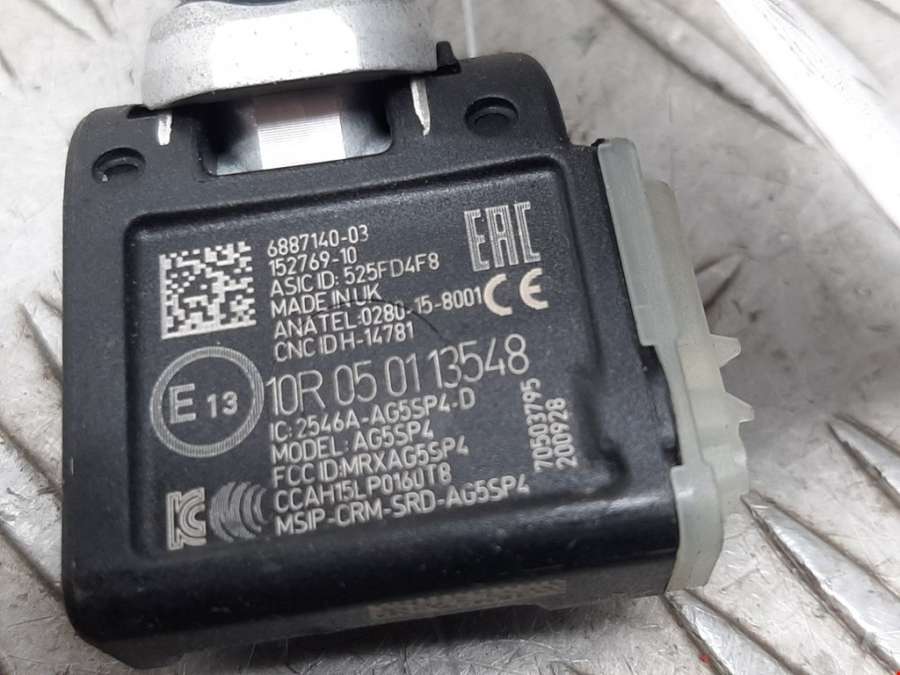 6887140-03
152769-10
ASIC ID: 525FD4F8
MADE IN UK
ANATEL:0280-15-8001
CNC ID H-14781
EAC
CE
E 13
10R 05 01 13548
IC: 2546A-AG5SP4-D
MODEL: AG5SP4
FCC ID:MRXAG5SP4
CCAH15LP0160T8
MSIP-CRM-SRD-AG5SP4
KC
70503795
200928